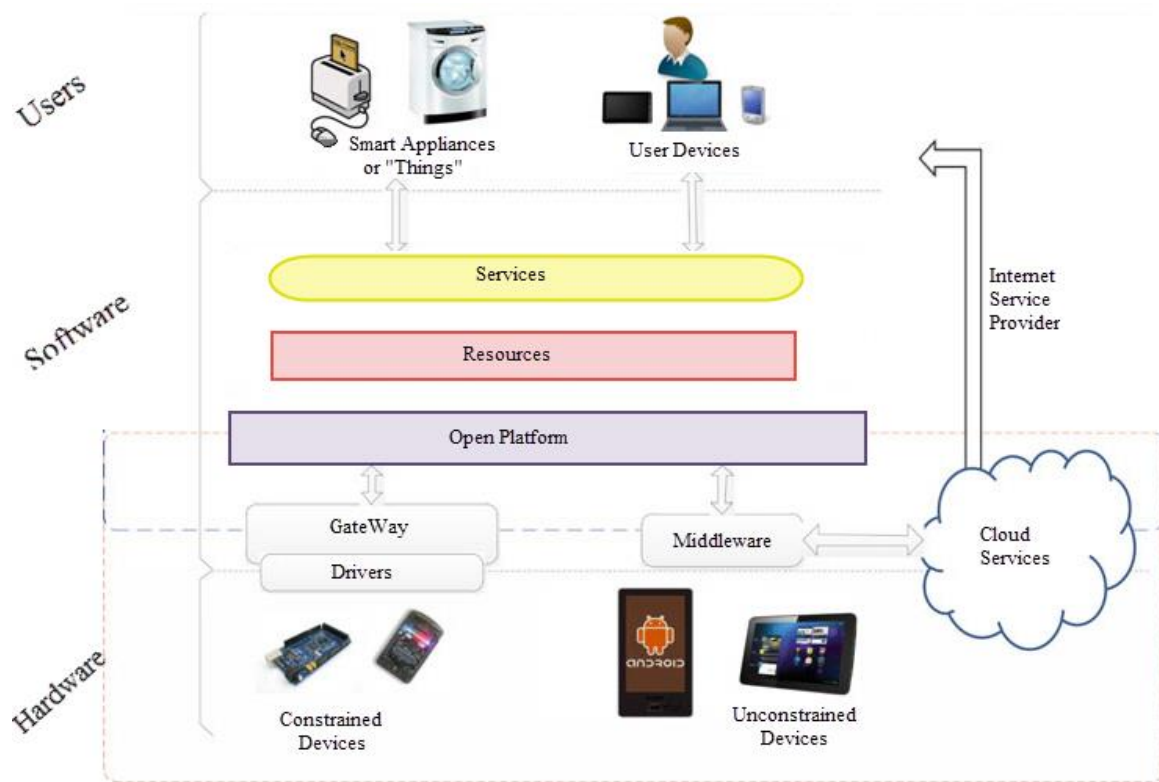 Users
Smart Appliances
or "Things"
User Devices
Software
Services
Internet
Service
Provider
Resources
Open Platform
GateWay
Middleware
Cloud
Services
Drivers
Hardware
ANDROID
Constrained
Devices
Unconstrained
Devices